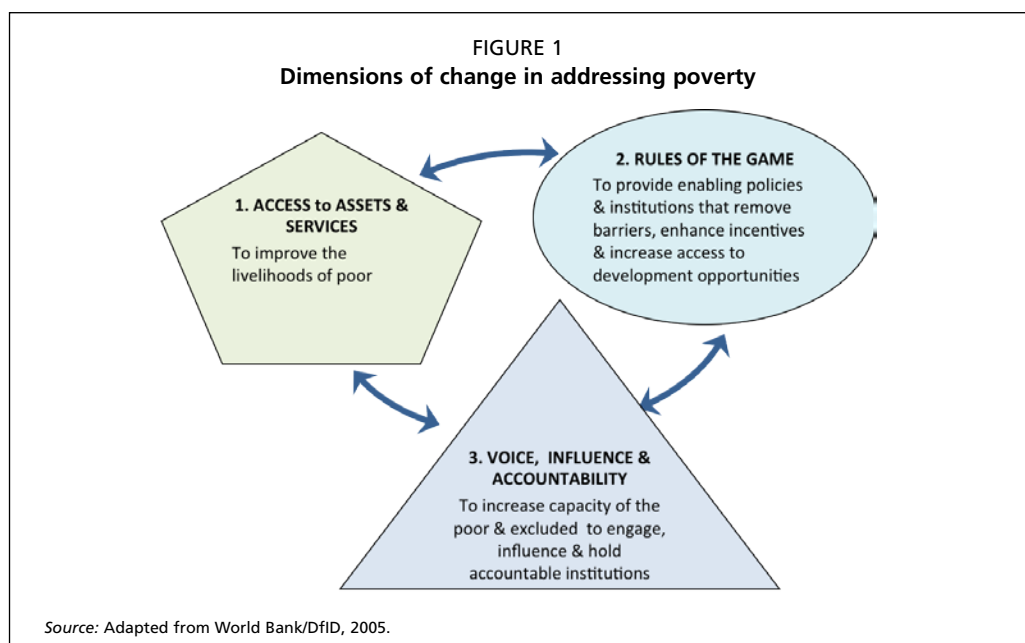 FIGURE 1
Dimensions of change in addressing poverty
1. ACCESS to ASSETS &
SERVICES
To improve the
livelihoods of poor
2. RULES OF THE GAME
To provide enabling policies
& institutions that remove
barriers, enhance incentives
& increase access to
development opportunities
3. VOICE, INFLUENCE &
ACCOUNTABILITY
To increase capacity of the
poor & excluded to engage,
influence & hold
accountable institutions
Source: Adapted from World Bank/DfID, 2005.